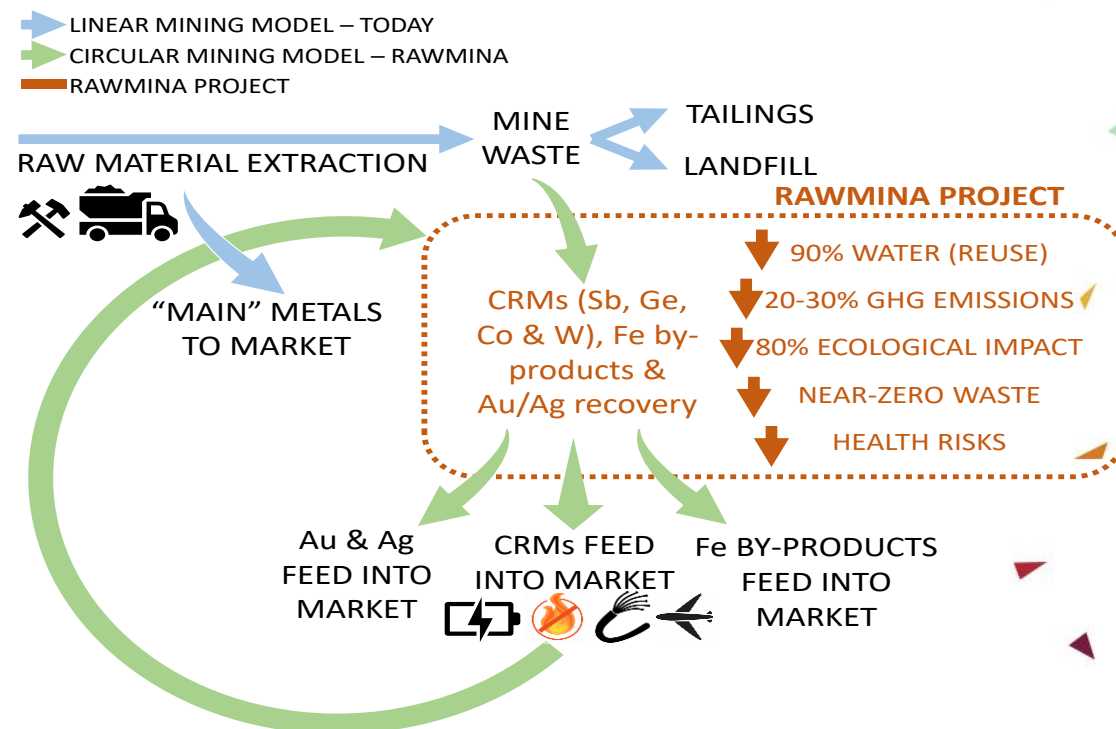 LINEAR MINING MODEL – TODAY
CIRCULAR MINING MODEL – RAWMINA
RAWMINA PROJECT
MINE
WASTE
TAILINGS
LANDFILL
RAW MATERIAL EXTRACTION
“MAIN” METALS
TO MARKET
RAWMINA PROJECT
CRMs (Sb, Ge,
Co & W), Fe by-
products &
Au/Ag recovery
90% WATER (REUSE)
20-30% GHG EMISSIONS
80% ECOLOGICAL IMPACT
NEAR-ZERO WASTE
HEALTH RISKS
Au & Ag
FEED INTO
MARKET
CRMs FEED
INTO MARKET
Fe BY-PRODUCTS
FEED INTO
MARKET